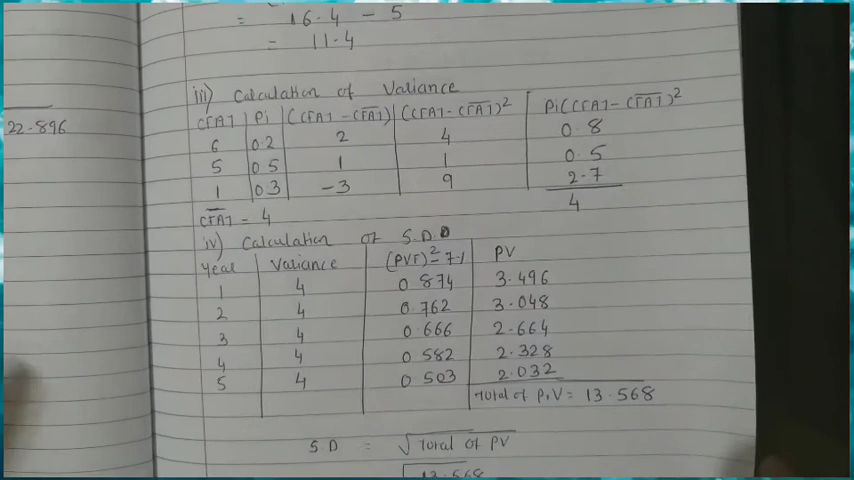 = 16.4 - 5
= 11.4
22.896
iii) Calculation of Variance
CFAT | Pi | (CFAT - C̅F̅A̅T̅) | (CFAT - C̅F̅A̅T̅)² | Pi(CFAT - C̅F̅A̅T̅)²
6 | 0.2 | 2 | 4 | 0.8
5 | 0.5 | 1 | 1 | 0.5
1 | 0.3 | -3 | 9 | 2.7
4
C̅F̅A̅T̅ - 4
iv) Calculation of S.D.
Year | Variance | (PVF)² = 7.1 | PV
1 | 4 | 0.874 | 3.496
2 | 4 | 0.762 | 3.048
3 | 4 | 0.666 | 2.664
4 | 4 | 0.582 | 2.328
5 | 4 | 0.503 | 2.032
Total of P.V = 13.568
S.D = √Total of PV
√13.568